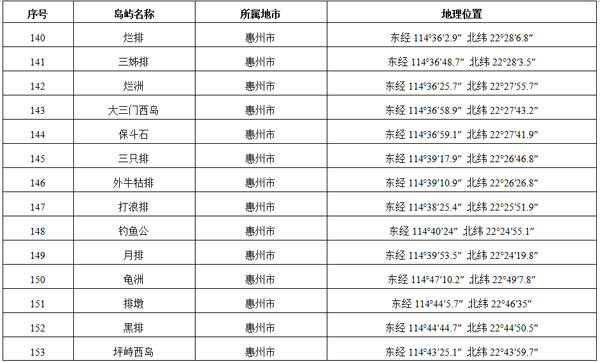 序号 岛屿名称 所属地市 地理位置
140 烂排 惠州市 东经 114°36′2.9″ 北纬 22°28′6.8″
141 三姊排 惠州市 东经 114°36′48.7″ 北纬 22°28′3.5″
142 烂洲 惠州市 东经 114°36′25.7″ 北纬 22°27′55.7″
143 大三门西岛 惠州市 东经 114°36′58.9″ 北纬 22°27′43.2″
144 保斗石 惠州市 东经 114°36′59.1″ 北纬 22°27′41.9″
145 三只排 惠州市 东经 114°39′17.9″ 北纬 22°26′46.8″
146 外牛牯排 惠州市 东经 114°39′10.9″ 北纬 22°26′26.8″
147 打浪排 惠州市 东经 114°38′25.4″ 北纬 22°25′51.9″
148 钓鱼公 惠州市 东经 114°40′24″ 北纬 22°24′55.1″
149 月排 惠州市 东经 114°39′53.5″ 北纬 22°24′19.8″
150 龟洲 惠州市 东经 114°47′10.2″ 北纬 22°49′7.8″
151 排墩 惠州市 东经 114°44′5.7″ 北纬 22°46′35″
152 黑排 惠州市 东经 114°44′44.7″ 北纬 22°44′50.5″
153 坪峙西岛 惠州市 东经 114°43′25.1″ 北纬 22°43′59.7″